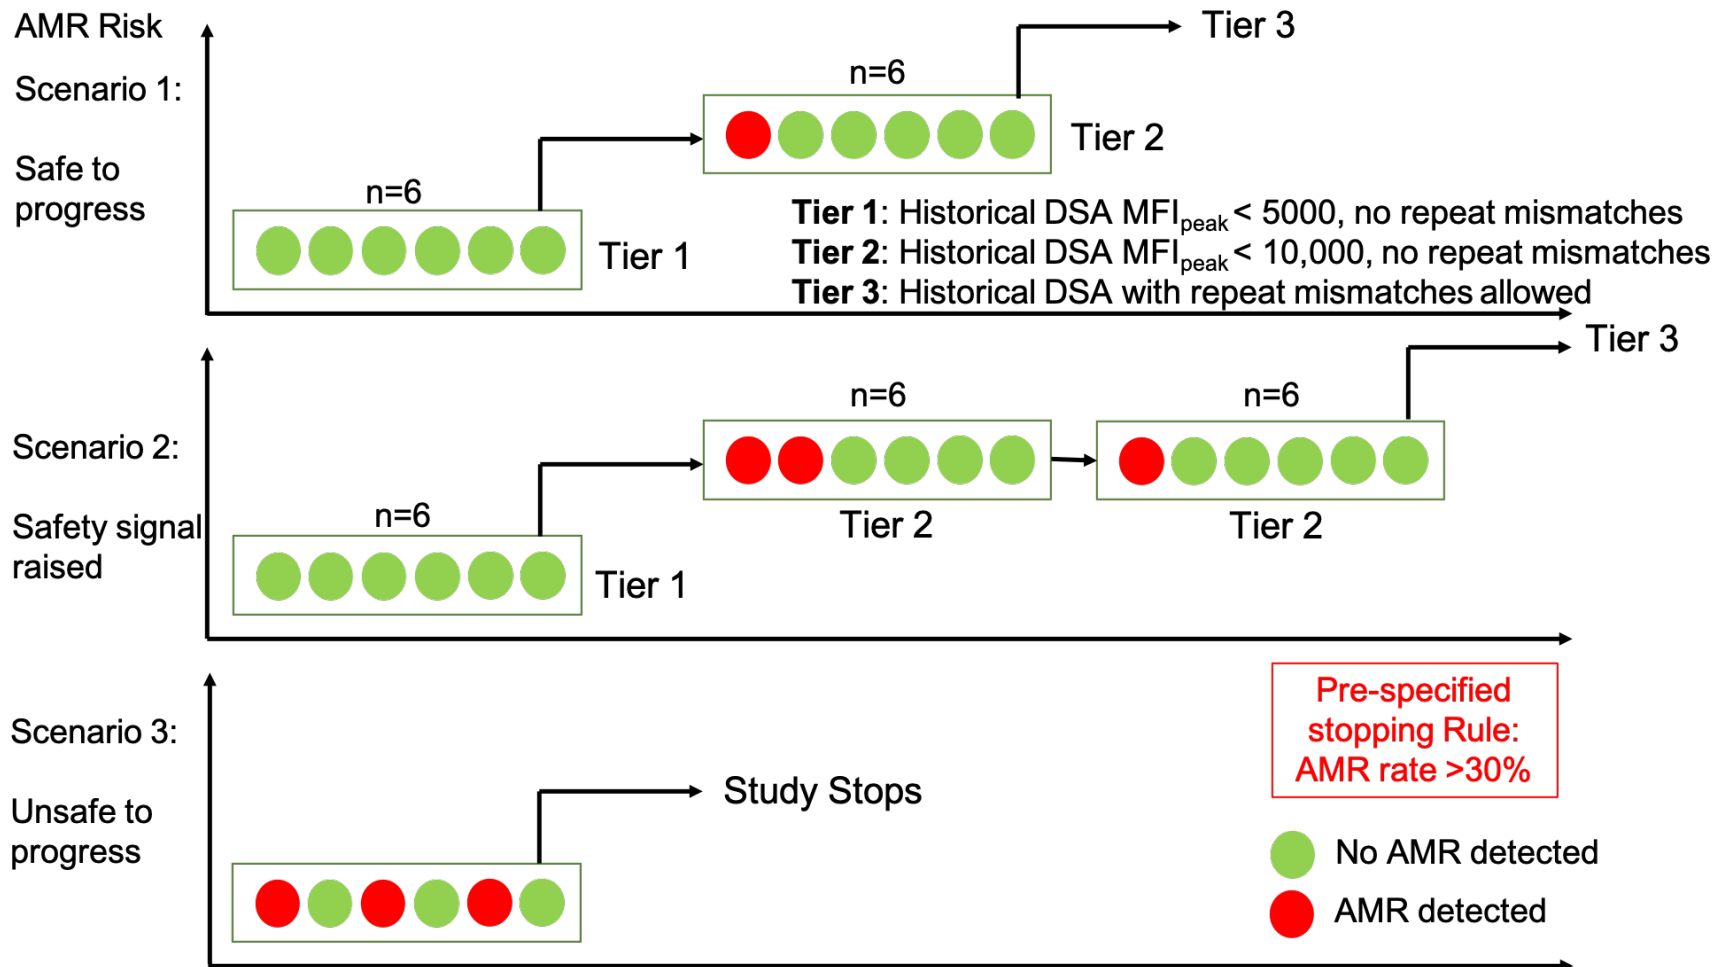 AMR Risk
Scenario 1:
Safe to
progress
n=6
Tier 1
n=6
Tier 2
Tier 3
Tier 1: Historical DSA MFIpeak < 5000, no repeat mismatches
Tier 2: Historical DSA MFIpeak < 10,000, no repeat mismatches
Tier 3: Historical DSA with repeat mismatches allowed
Scenario 2:
Safety signal
raised
n=6
Tier 1
n=6
Tier 2
n=6
Tier 2
Tier 3
Scenario 3:
Unsafe to
progress
Study Stops
Pre-specified
stopping Rule:
AMR rate >30%
No AMR detected
AMR detected